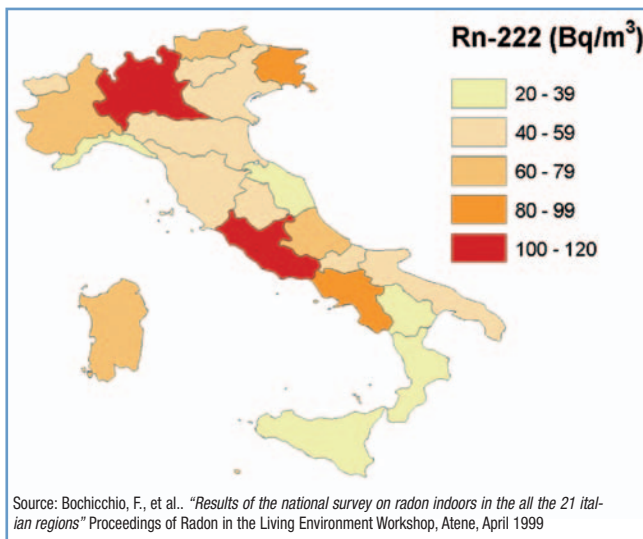 Rn-222 (Bq/m³)
20 - 39
40 - 59
60 - 79
80 - 99
100 - 120
Source: Bochicchio, F., et al.. “Results of the national survey on radon indoors in the all the 21 ital-
ian regions” Proceedings of Radon in the Living Environment Workshop, Atene, April 1999